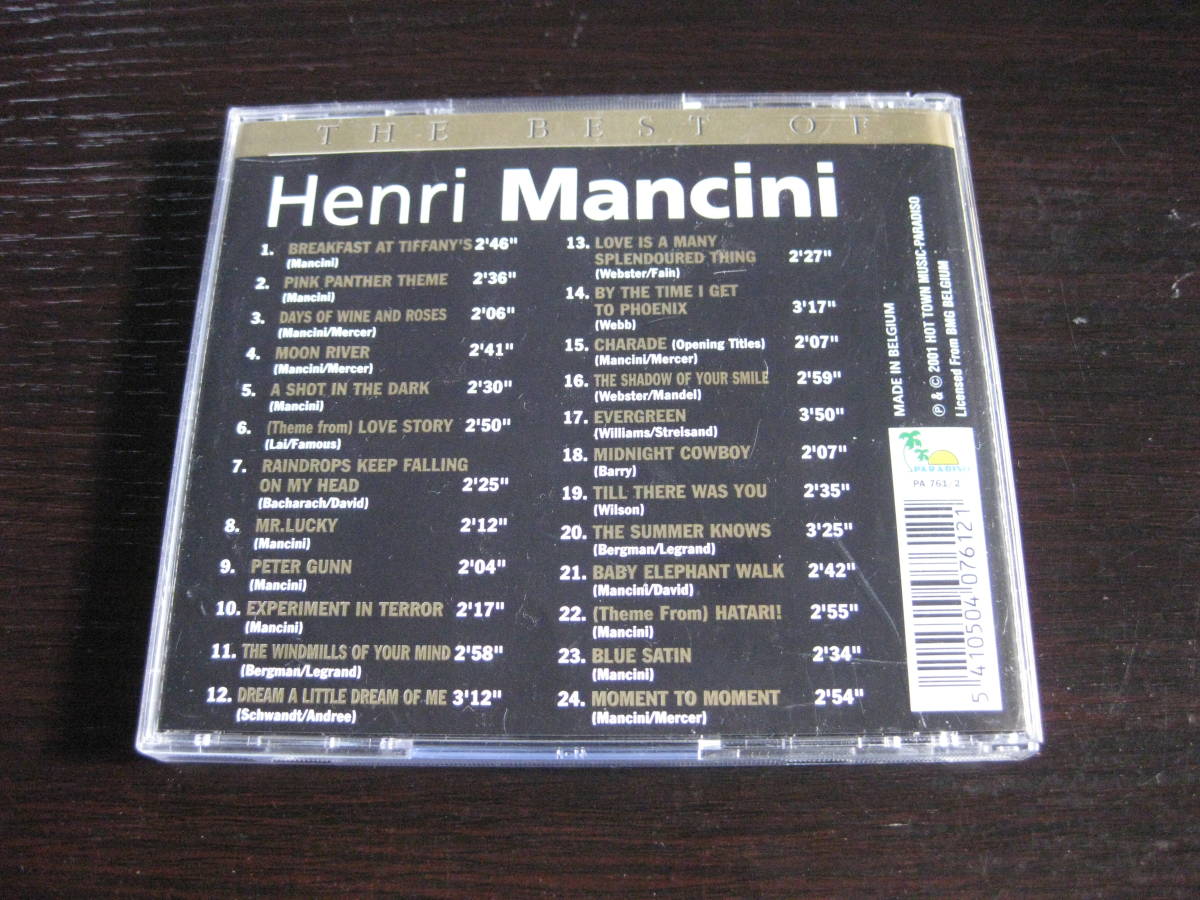 THE BEST OF
Henri Mancini
1. BREAKFAST AT TIFFANY'S 2'46"
(Mancini)
2. PINK PANTHER THEME 2'36"
(Mancini)
3. DAYS OF WINE AND ROSES 2'06"
(Mancini/Mercer)
4. MOON RIVER 2'41"
(Mancini/Mercer)
5. A SHOT IN THE DARK 2'30"
(Mancini)
6. (Theme from) LOVE STORY 2'50"
(Lai/Famous)
7. RAINDROPS KEEP FALLING
ON MY HEAD 2'25"
(Bacharach/David)
8. MR.LUCKY 2'12"
(Mancini)
9. PETER GUNN 2'04"
(Mancini)
10. EXPERIMENT IN TERROR 2'17"
(Mancini)
11. THE WINDMILLS OF YOUR MIND 2'58"
(Bergman/Legrand)
12. DREAM A LITTLE DREAM OF ME 3'12"
(Schwandt/Andree)
13. LOVE IS A MANY
SPLENDOURED THING 2'27"
(Webster/Fain)
14. BY THE TIME I GET
TO PHOENIX 3'17"
(Webb)
15. CHARADE (Opening Titles) 2'07"
(Mancini/Mercer)
16. THE SHADOW OF YOUR SMILE 2'59"
(Webster/Mandel)
17. EVERGREEN 3'50"
(Williams/Streisand)
18. MIDNIGHT COWBOY 2'07"
(Barry)
19. TILL THERE WAS YOU 2'35"
(Wilson)
20. THE SUMMER KNOWS 3'25"
(Bergman/Legrand)
21. BABY ELEPHANT WALK 2'42"
(Mancini/David)
22. (Theme From) HATARI! 2'55"
(Mancini)
23. BLUE SATIN 2'34"
(Mancini)
24. MOMENT TO MOMENT 2'54"
(Mancini/Mercer)
MADE IN BELGIUM
℗ & © 2001 HOT TOWN MUSIC-PARADISO
Licensed From BMG BELGIUM
PARADISO
PA 761 2
5 410504 076121